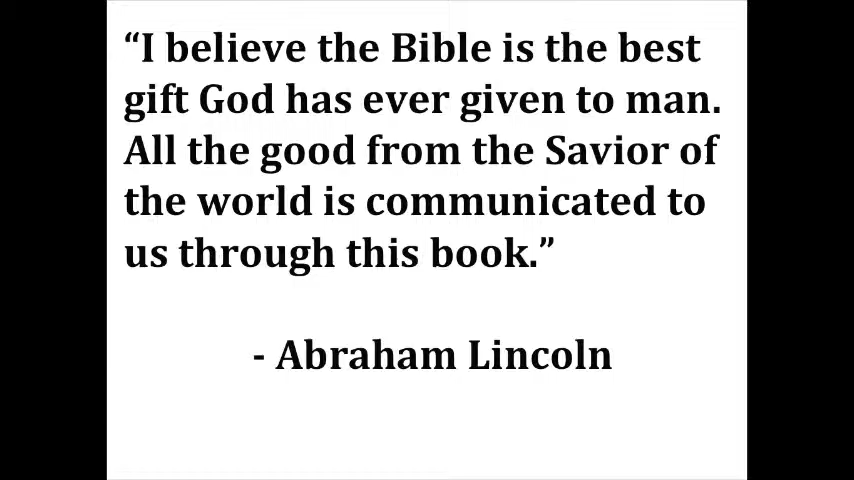 “I believe the Bible is the best
gift God has ever given to man.
All the good from the Savior of
the world is communicated to
us through this book.”
- Abraham Lincoln